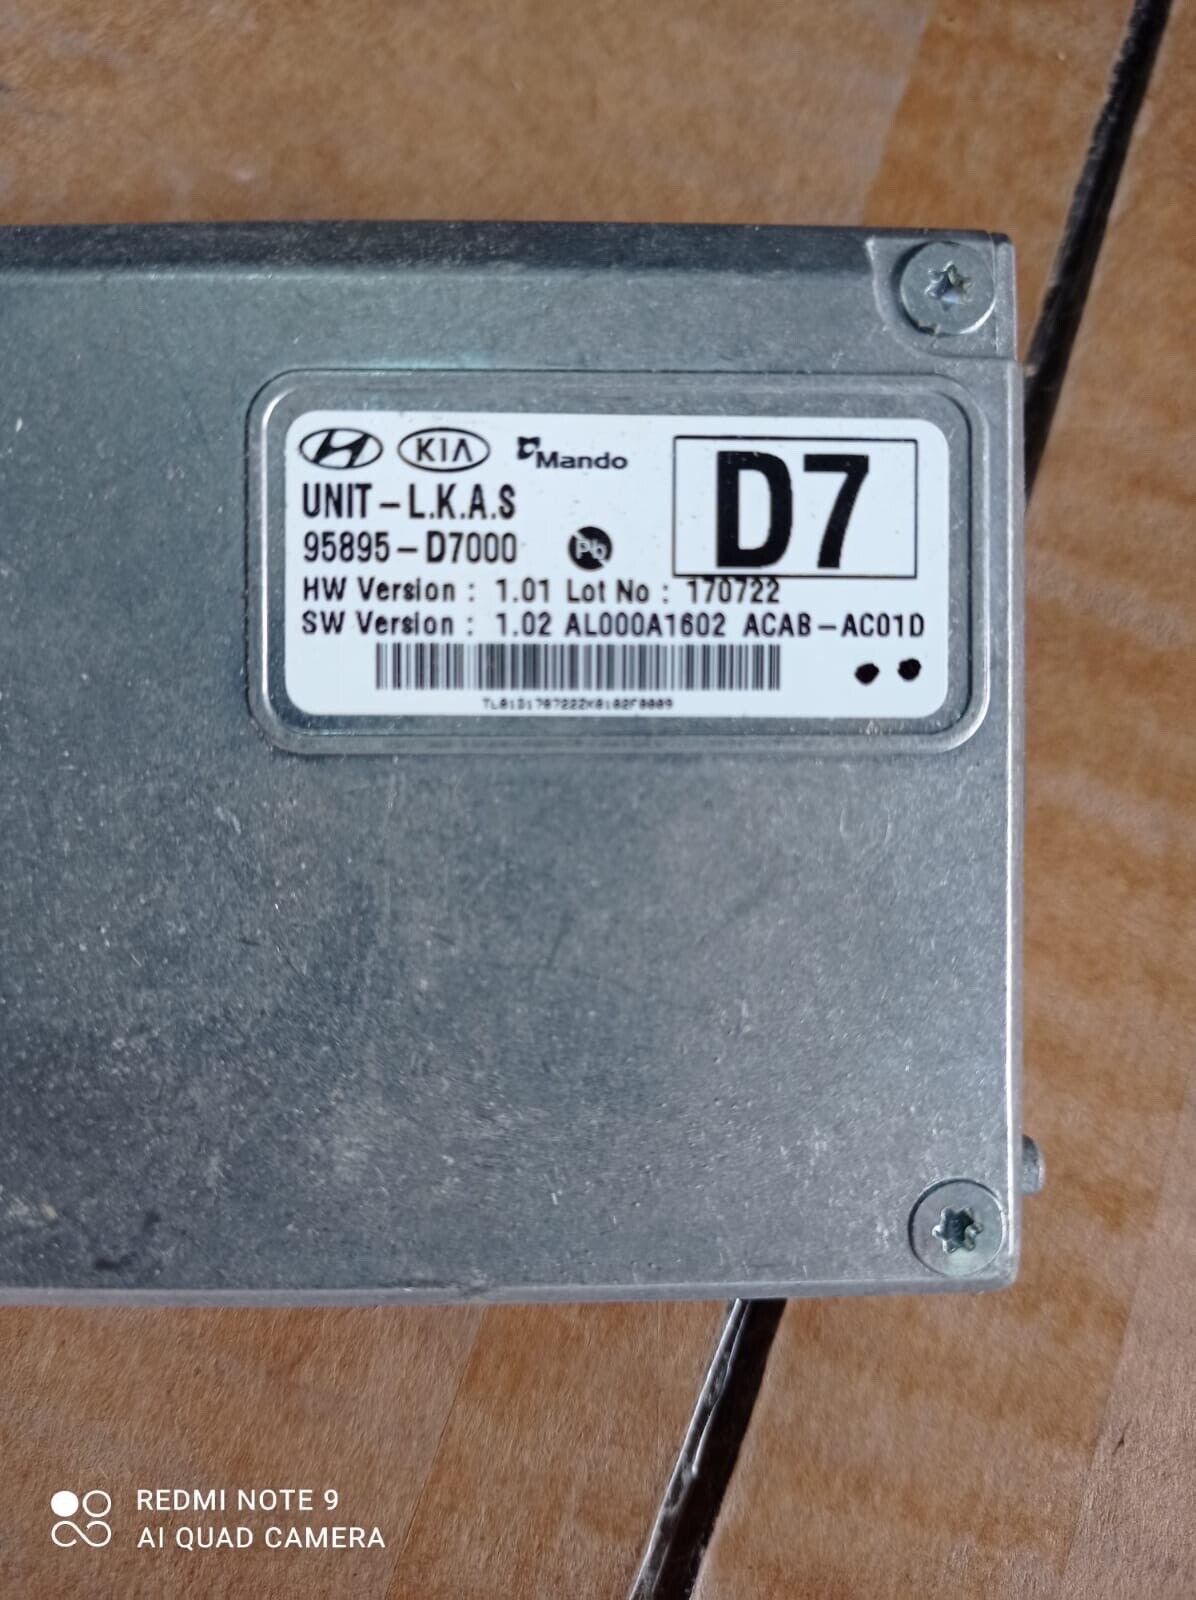 KIA Mando
D7
UNIT-L.K.A.S
95895-D7000 Pb
HW Version : 1.01 Lot No : 170722
SW Version : 1.02 AL000A1602 ACAB-AC01D
REDMI NOTE 9
AI QUAD CAMERA